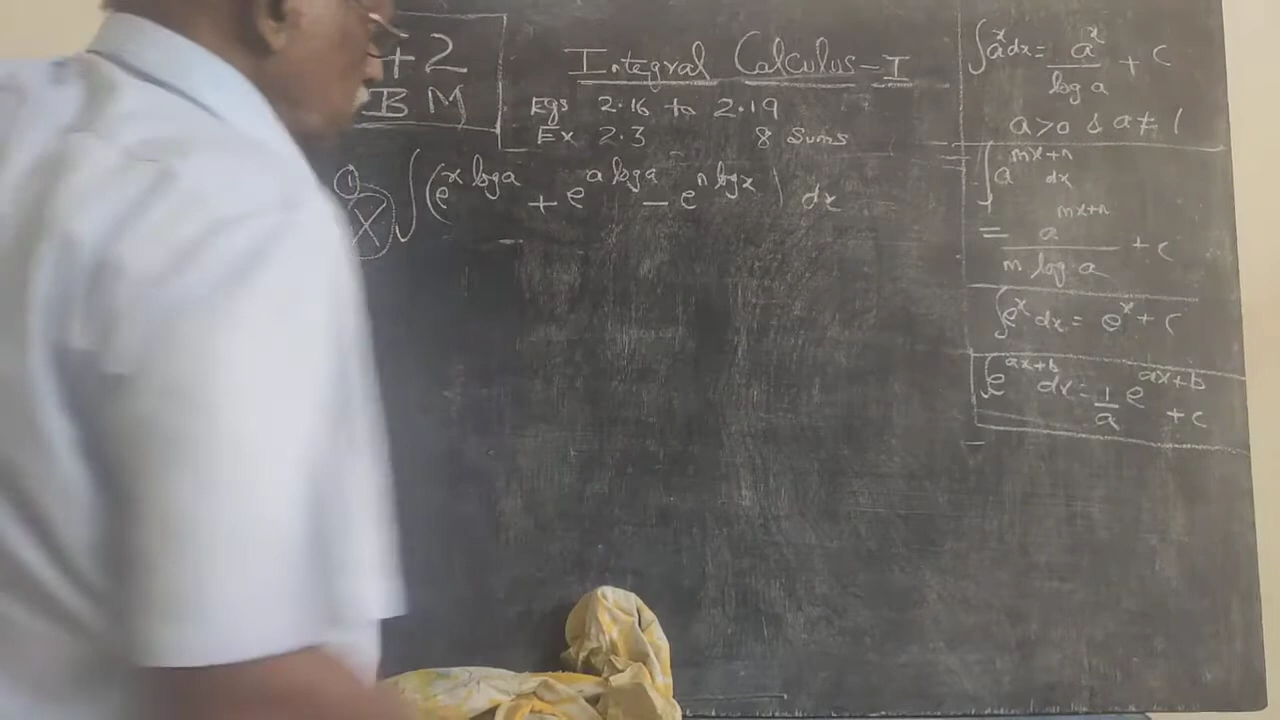 +2
BM
Integral Calculus-I
Egs 2.16 to 2.19
Ex 2.3 8 Sums
① X ∫(e^{x log a} + e^{a log a} − e^{n log x}) dx
∫a^x dx = a^x / log a + c
a>0 & a≠1
∫a^{mx+n} dx
= a^{mx+n} / m log a + c
∫e^x dx = e^x + c
∫e^{ax+b} dx = 1/a e^{ax+b} + c